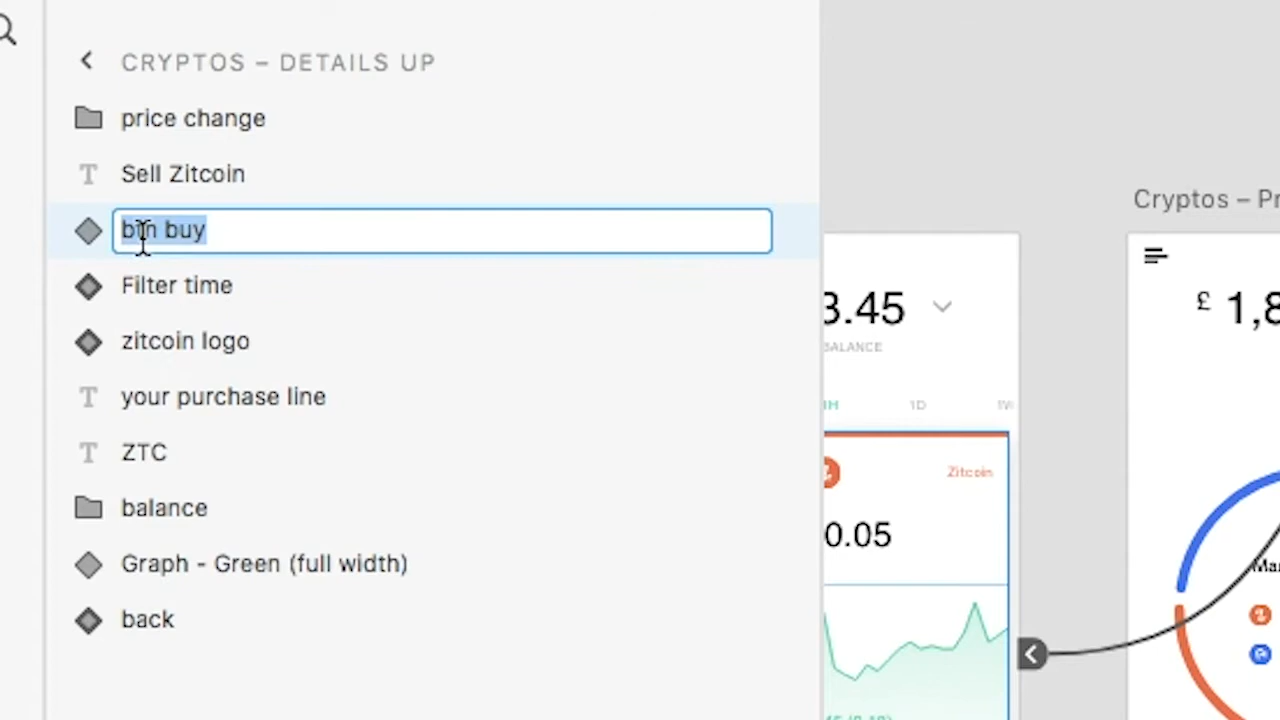 CRYPTOS – DETAILS UP
price change
Sell Zitcoin
btn buy
Filter time
zitcoin logo
your purchase line
ZTC
balance
Graph - Green (full width)
back
3.45
BALANCE
1H 1D 1W
Zitcoin
0.05
Cryptos – Pr
£ 1,8